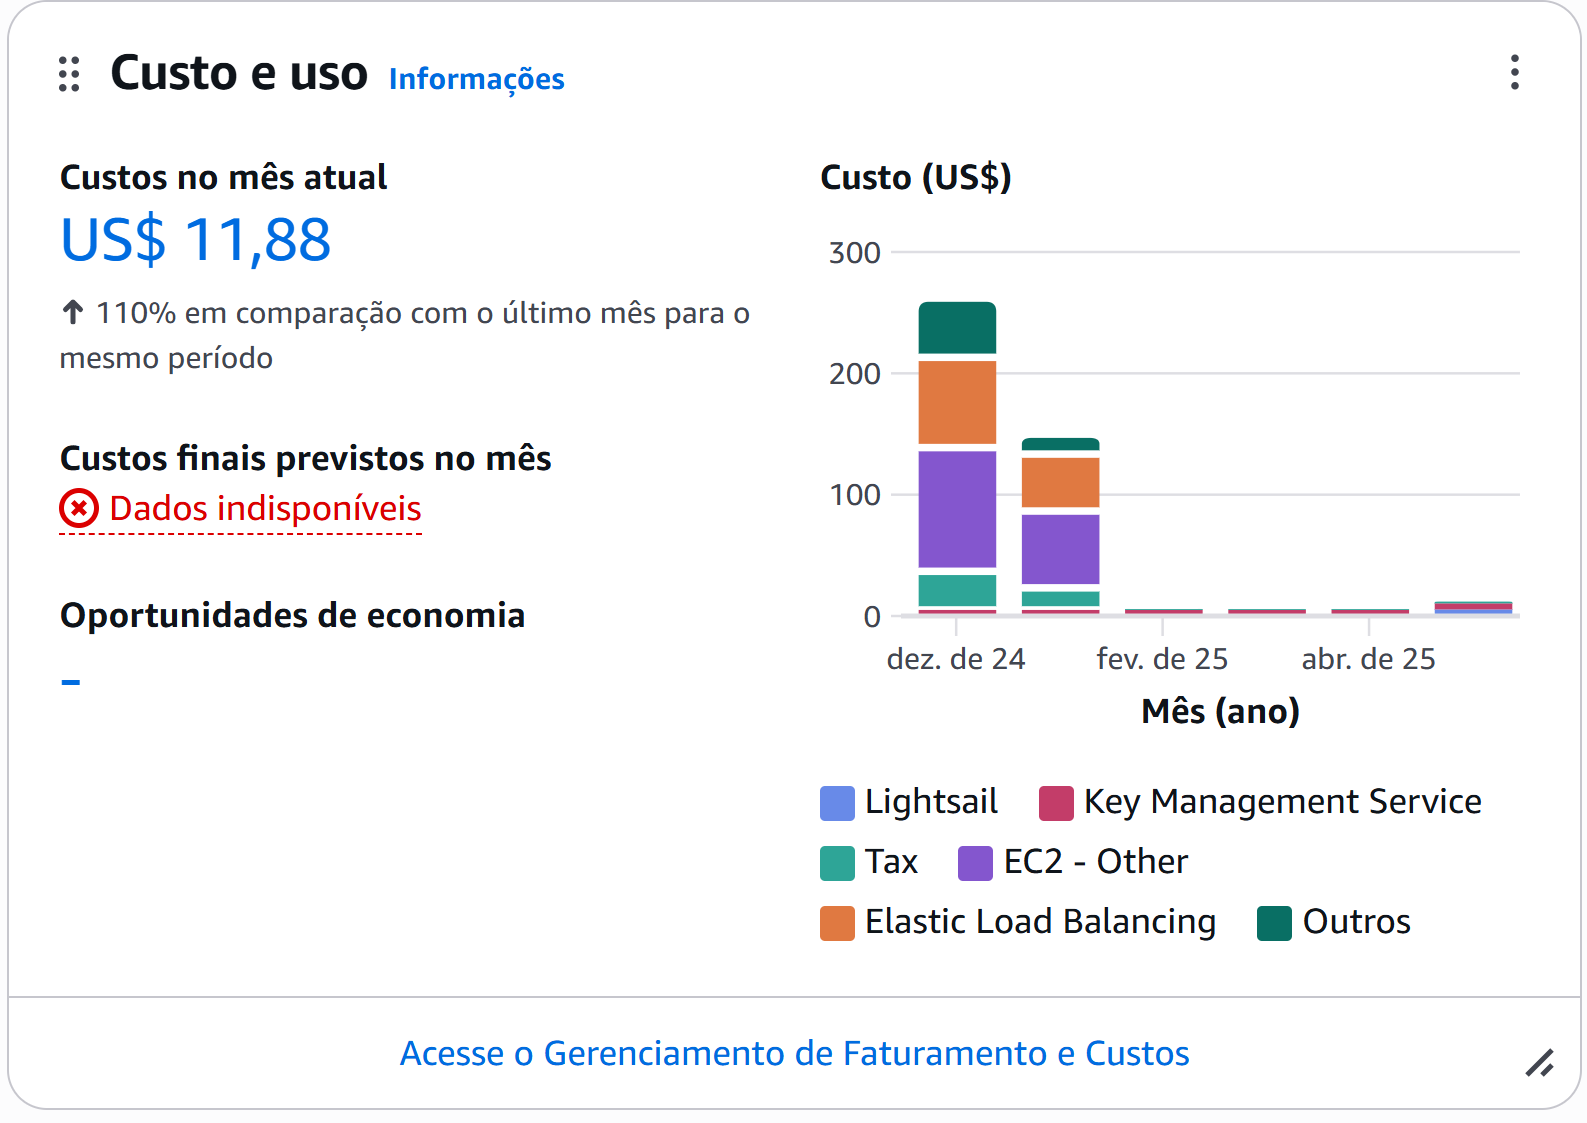 Custo e uso Informações
Custos no mês atual
US$ 11,88
110% em comparação com o último mês para o
mesmo período
Custos finais previstos no mês
Dados indisponíveis
Oportunidades de economia
–
Custo (US$)
300
200
100
0
dez. de 24 fev. de 25 abr. de 25
Mês (ano)
Lightsail Key Management Service
Tax EC2 - Other
Elastic Load Balancing Outros
Acesse o Gerenciamento de Faturamento e Custos